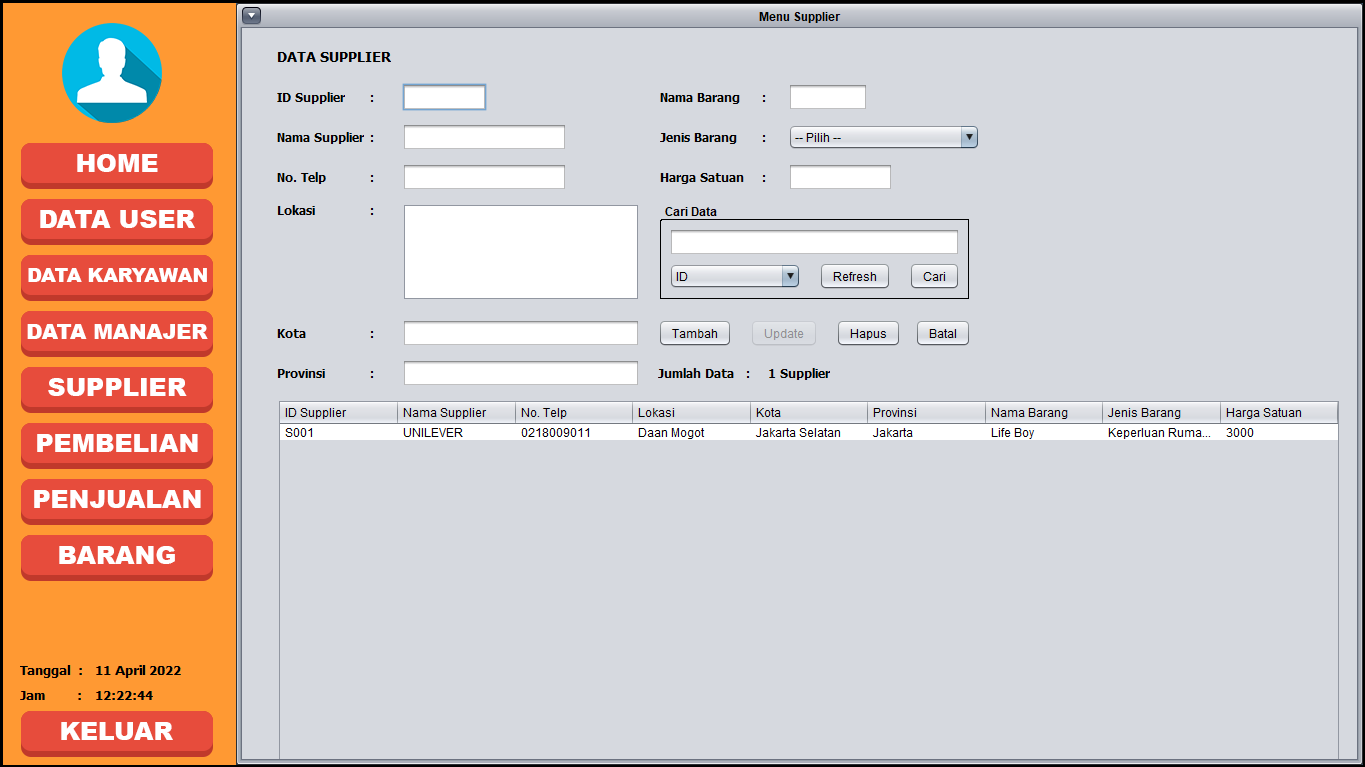 Menu Supplier
HOME
DATA USER
DATA KARYAWAN
DATA MANAJER
SUPPLIER
PEMBELIAN
PENJUALAN
BARANG
Tanggal : 11 April 2022
Jam : 12:22:44
KELUAR
DATA SUPPLIER
ID Supplier :
Nama Supplier :
No. Telp :
Lokasi :
Kota :
Provinsi :
Nama Barang :
Jenis Barang : -- Pilih --
Harga Satuan :
Cari Data
ID Refresh Cari
Tambah Update Hapus Batal
Jumlah Data : 1 Supplier
ID Supplier Nama Supplier No. Telp Lokasi Kota Provinsi Nama Barang Jenis Barang Harga Satuan
S001 UNILEVER 0218009011 Daan Mogot Jakarta Selatan Jakarta Life Boy Keperluan Ruma... 3000